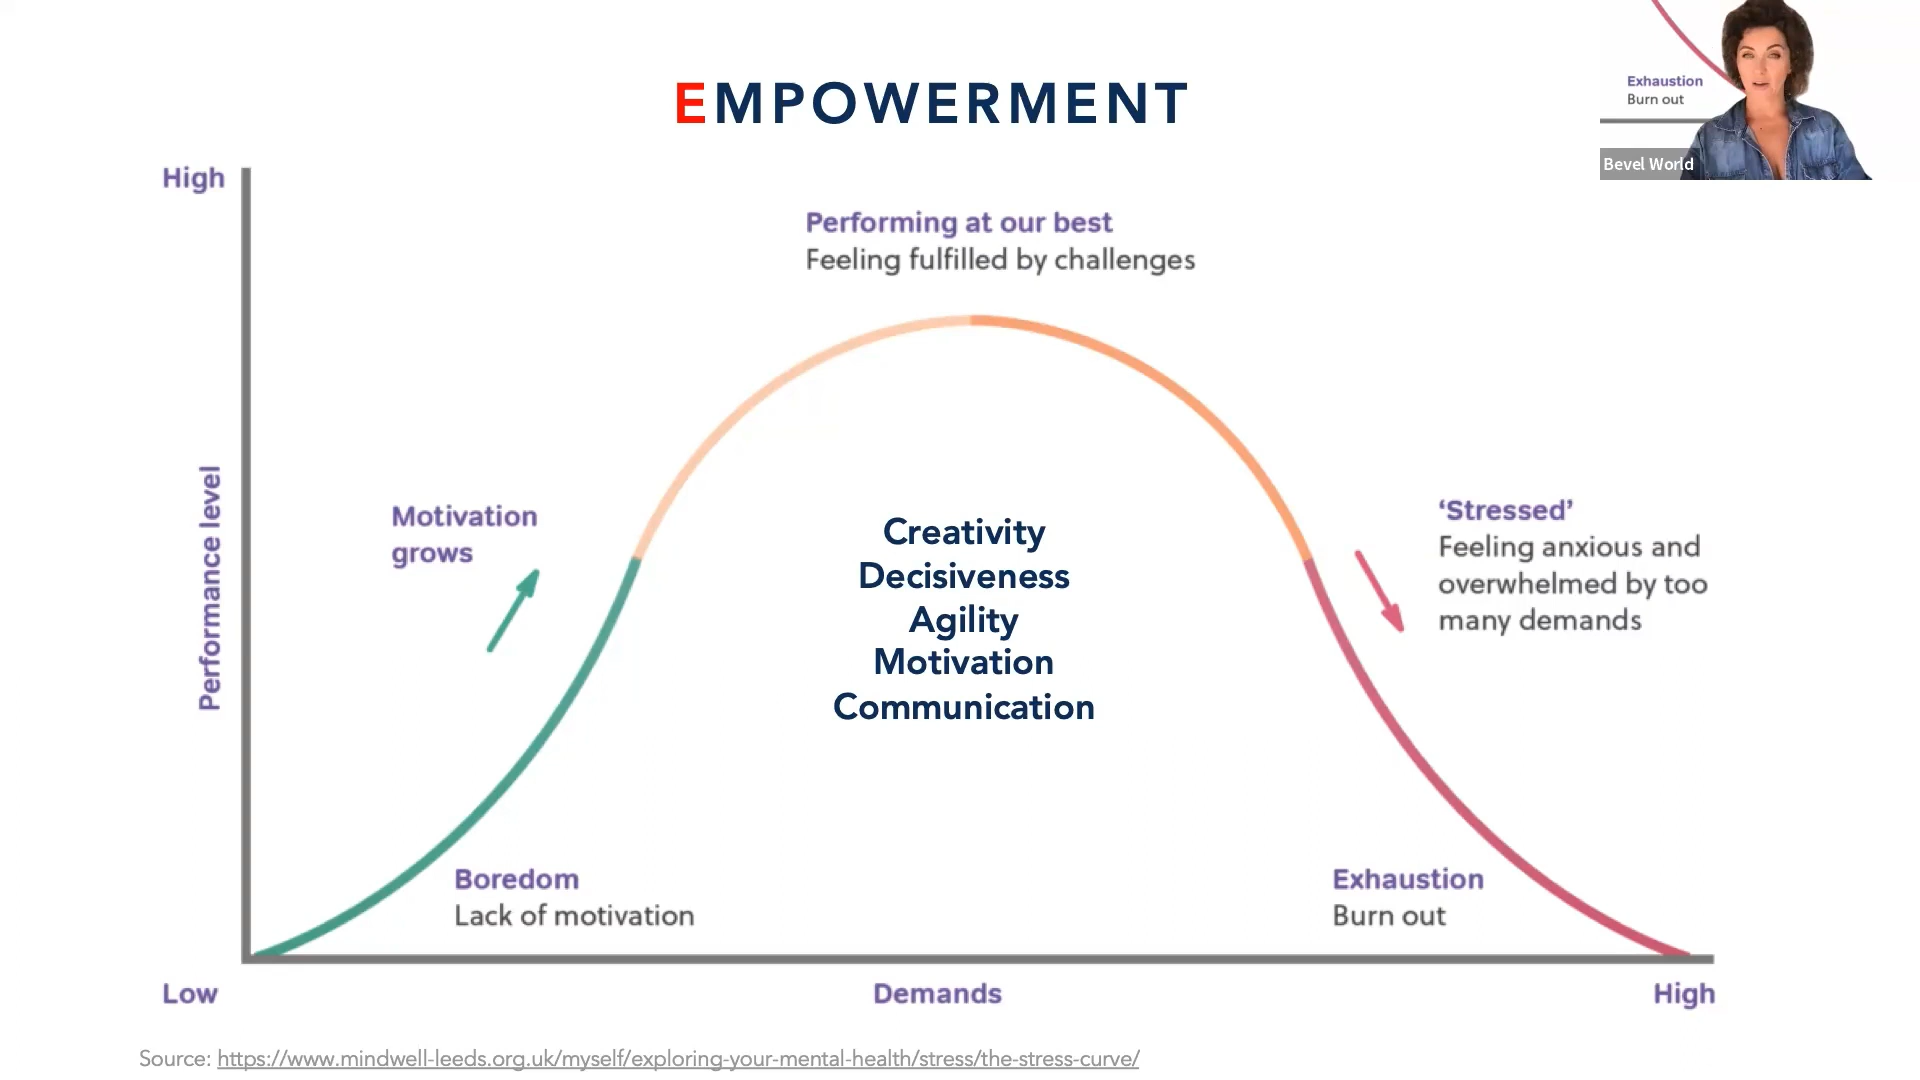 EMPOWERMENT
Exhaustion
Burn out
Bevel World
High
Performing at our best
Feeling fulfilled by challenges
Performance level
Motivation
grows
Creativity
Decisiveness
Agility
Motivation
Communication
‘Stressed’
Feeling anxious and
overwhelmed by too
many demands
Boredom
Lack of motivation
Exhaustion
Burn out
Low
Demands
High
Source: https://www.mindwell-leeds.org.uk/myself/exploring-your-mental-health/stress/the-stress-curve/